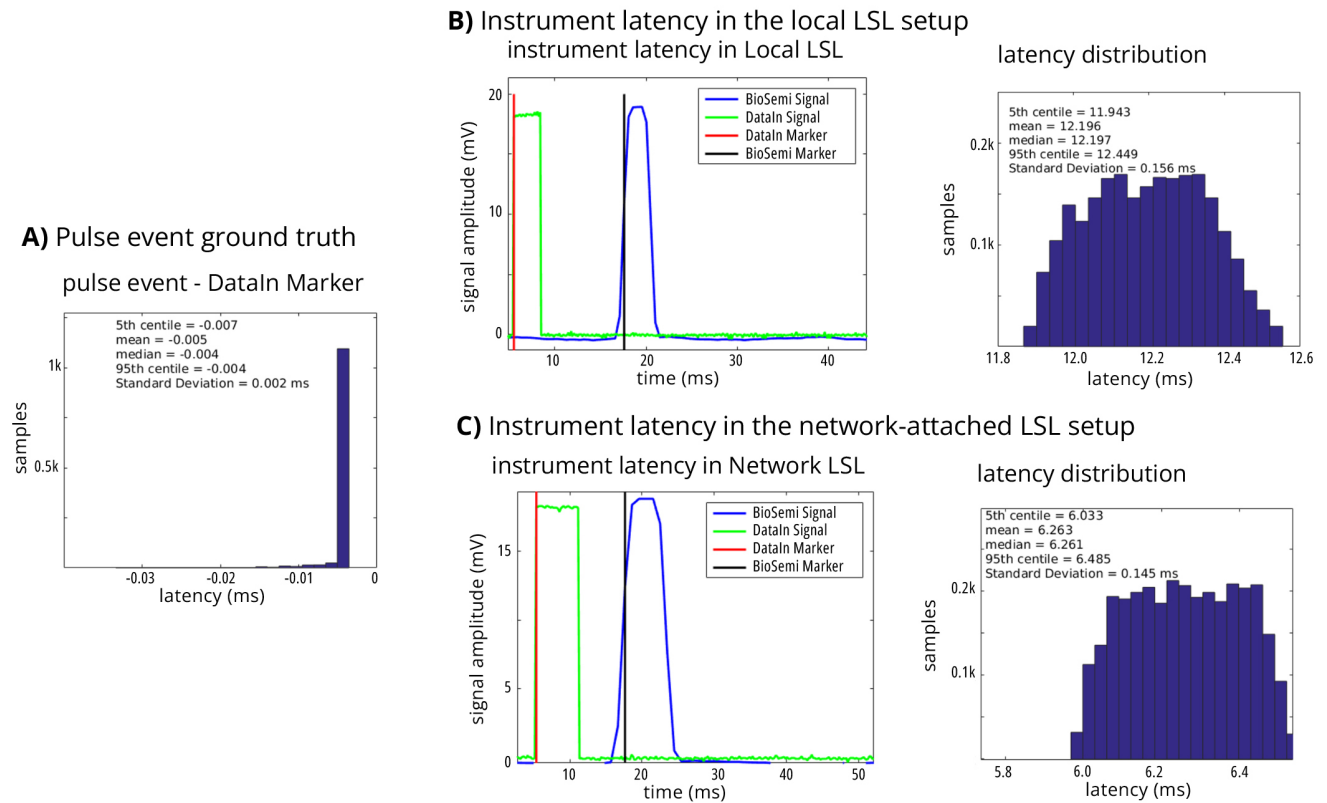 A) Pulse event ground truth
pulse event - DataIn Marker
5th centile = -0.007
mean = -0.005
median = -0.004
95th centile = -0.004
Standard Deviation = 0.002 ms
samples
1k
0.5k
-0.03
-0.02
-0.01
0
latency (ms)
B) Instrument latency in the local LSL setup
instrument latency in Local LSL
BioSemi Signal
DataIn Signal
DataIn Marker
BioSemi Marker
signal amplitude (mV)
20
10
0
10
20
30
40
time (ms)
latency distribution
5th centile = 11.943
mean = 12.196
median = 12.197
95th centile = 12.449
Standard Deviation = 0.156 ms
samples
0.2k
0.1k
11.8
12.0
12.2
12.4
12.6
latency (ms)
C) Instrument latency in the network-attached LSL setup
instrument latency in Network LSL
BioSemi Signal
DataIn Signal
DataIn Marker
BioSemi Marker
signal amplitude (mV)
15
5
0
10
20
30
40
50
time (ms)
latency distribution
5th centile = 6.033
mean = 6.263
median = 6.261
95th centile = 6.485
Standard Deviation = 0.145 ms
samples
0.2k
0.1k
5.8
6.0
6.2
6.4
latency (ms)